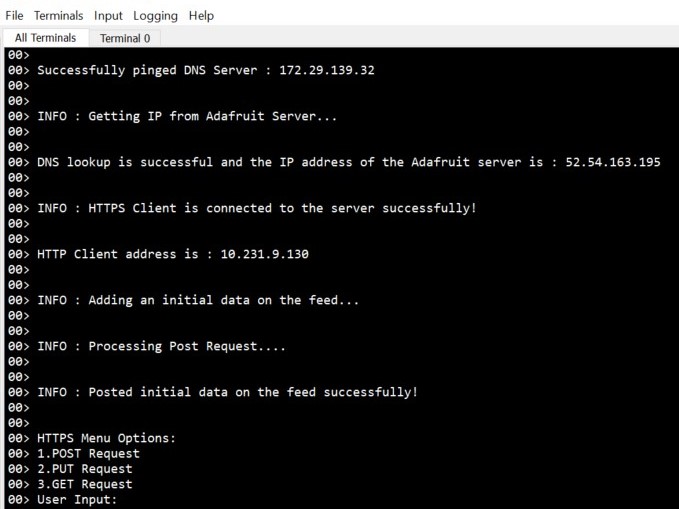 File Terminals Input Logging Help
All Terminals Terminal 0
00>
00> Successfully pinged DNS Server : 172.29.139.32
00>
00>
00> INFO : Getting IP from Adafruit Server...
00>
00>
00> DNS lookup is successful and the IP address of the Adafruit server is : 52.54.163.195
00>
00>
00> INFO : HTTPS Client is connected to the server successfully!
00>
00>
00> HTTP Client address is : 10.231.9.130
00>
00>
00> INFO : Adding an initial data on the feed...
00>
00>
00> INFO : Processing Post Request....
00>
00>
00> INFO : Posted initial data on the feed successfully!
00>
00>
00> HTTPS Menu Options:
00> 1.POST Request
00> 2.PUT Request
00> 3.GET Request
00> User Input: